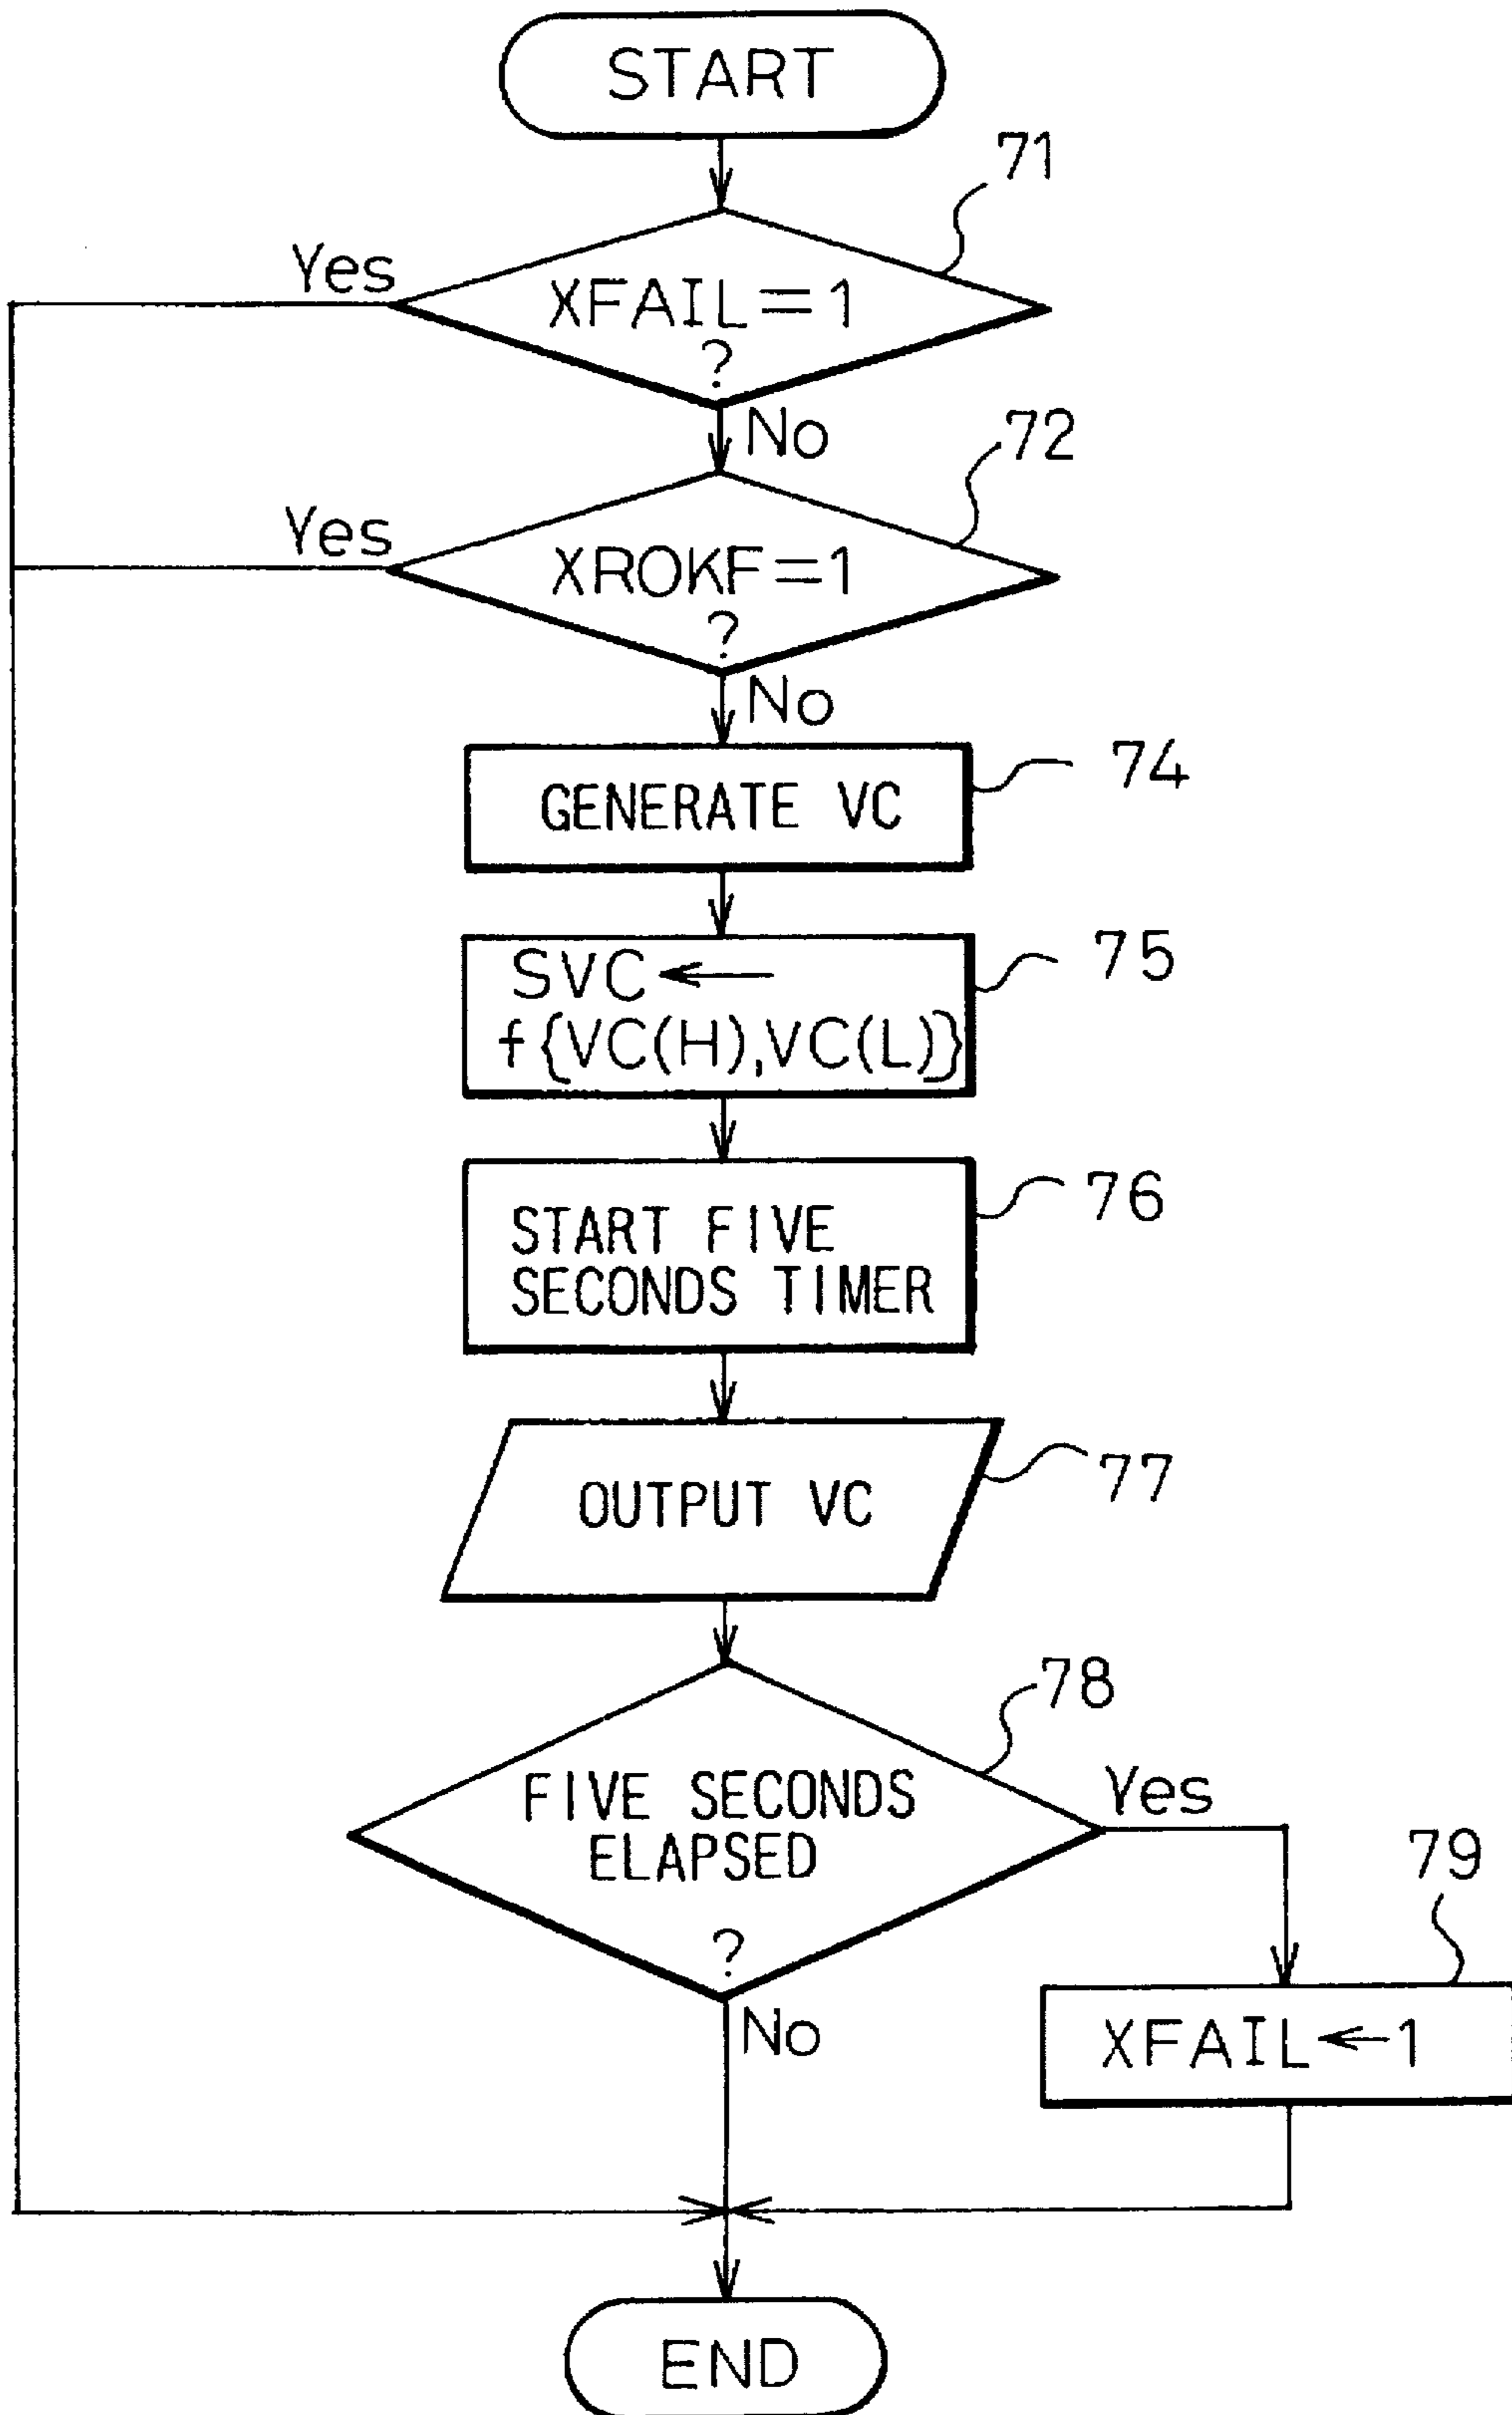 START
71
Yes
XFAIL=1
?
No
72
Yes
XROKF=1
?
No
74
GENERATE VC
75
SVC←
f{VC(H),VC(L)}
76
START FIVE
SECONDS TIMER
77
OUTPUT VC
78
FIVE SECONDS
ELAPSED
?
Yes
No
79
XFAIL←1
END